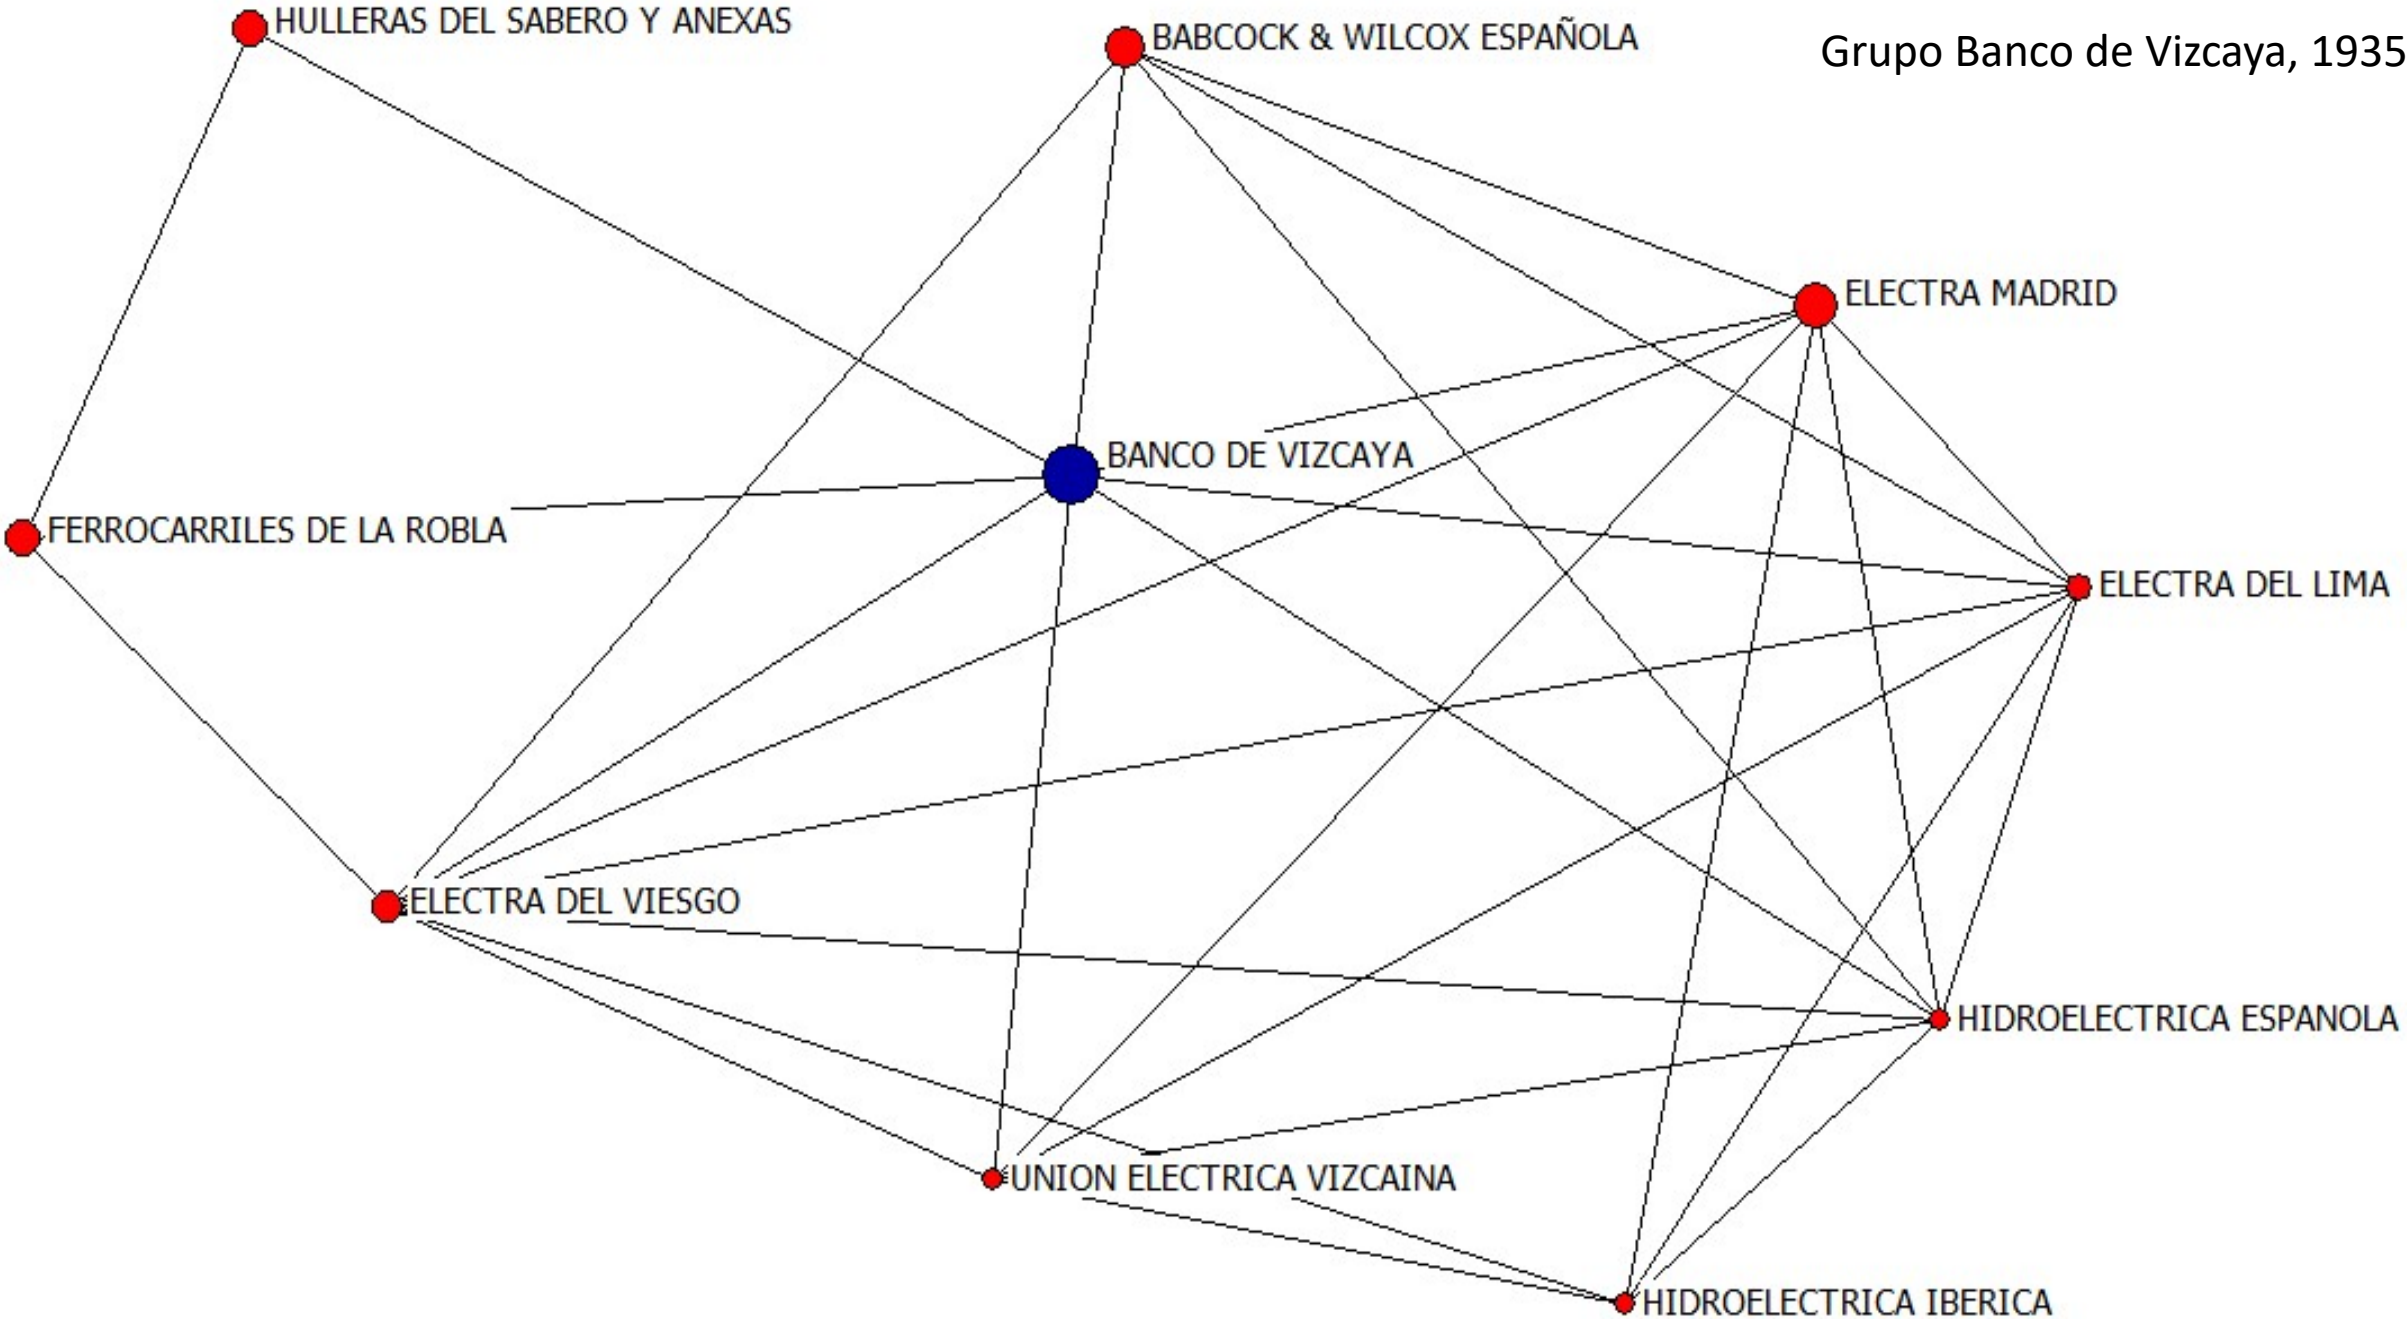 HULLERAS DEL SABERO Y ANEXAS
BABCOCK & WILCOX ESPAÑOLA
Grupo Banco de Vizcaya, 1935
ELECTRA MADRID
BANCO DE VIZCAYA
FERROCARRILES DE LA ROBLA
ELECTRA DEL LIMA
ELECTRA DEL VIESGO
HIDROELECTRICA ESPANOLA
UNION ELECTRICA VIZCAINA
HIDROELECTRICA IBERICA